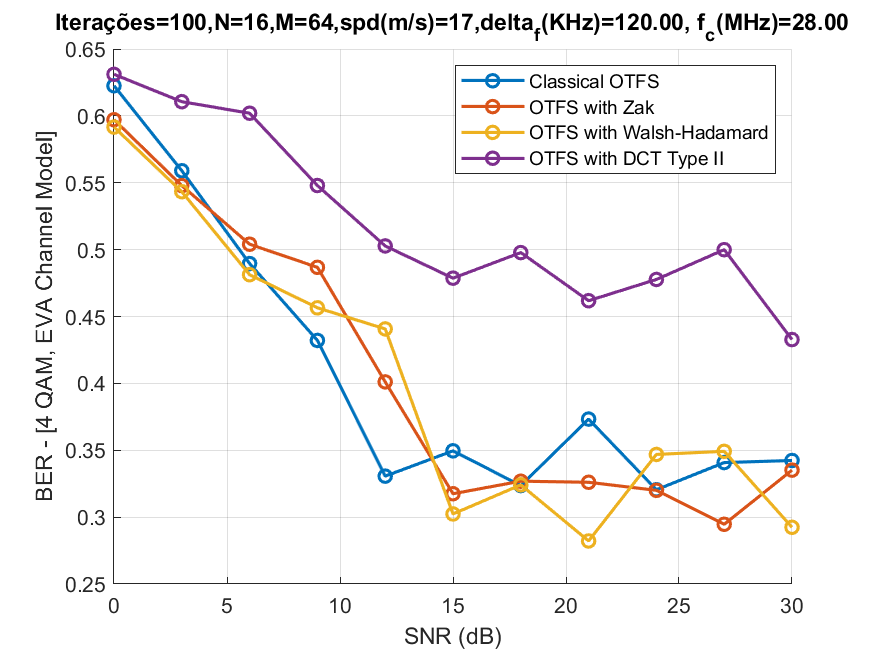 Iterações=100,N=16,M=64,spd(m/s)=17,delta_f(KHz)=120.00, f_c(MHz)=28.00
0.65
0.6
0.55
0.5
0.45
0.4
0.35
0.3
0.25
BER - [4 QAM, EVA Channel Model]
Classical OTFS
OTFS with Zak
OTFS with Walsh-Hadamard
OTFS with DCT Type II
0 5 10 15 20 25 30
SNR (dB)